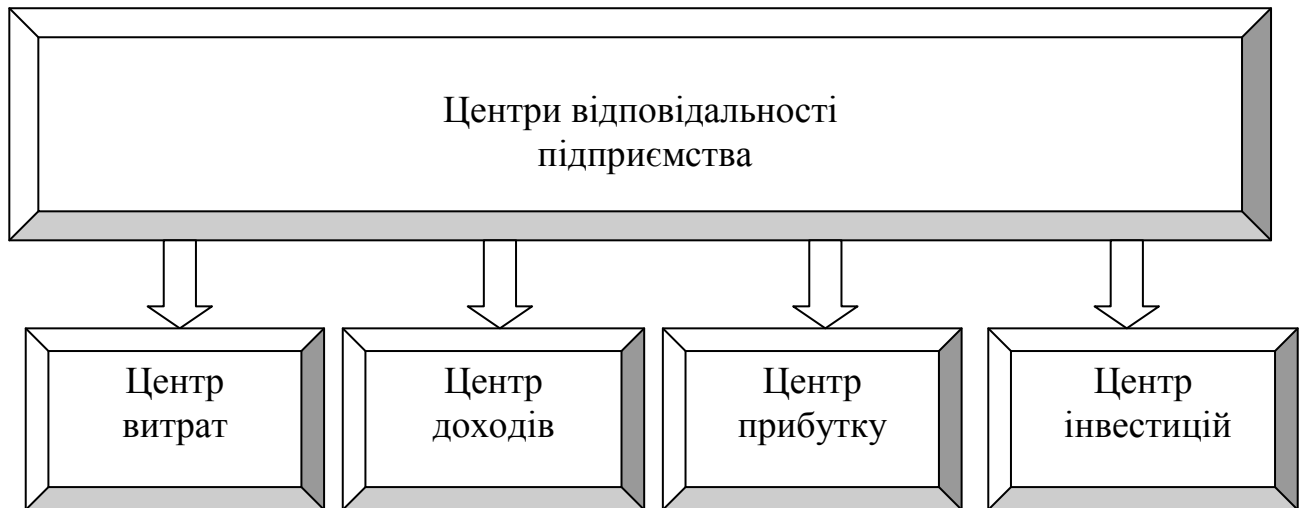 Центри відповідальності
підприємства
Центр
витрат
Центр
доходів
Центр
прибутку
Центр
інвестицій